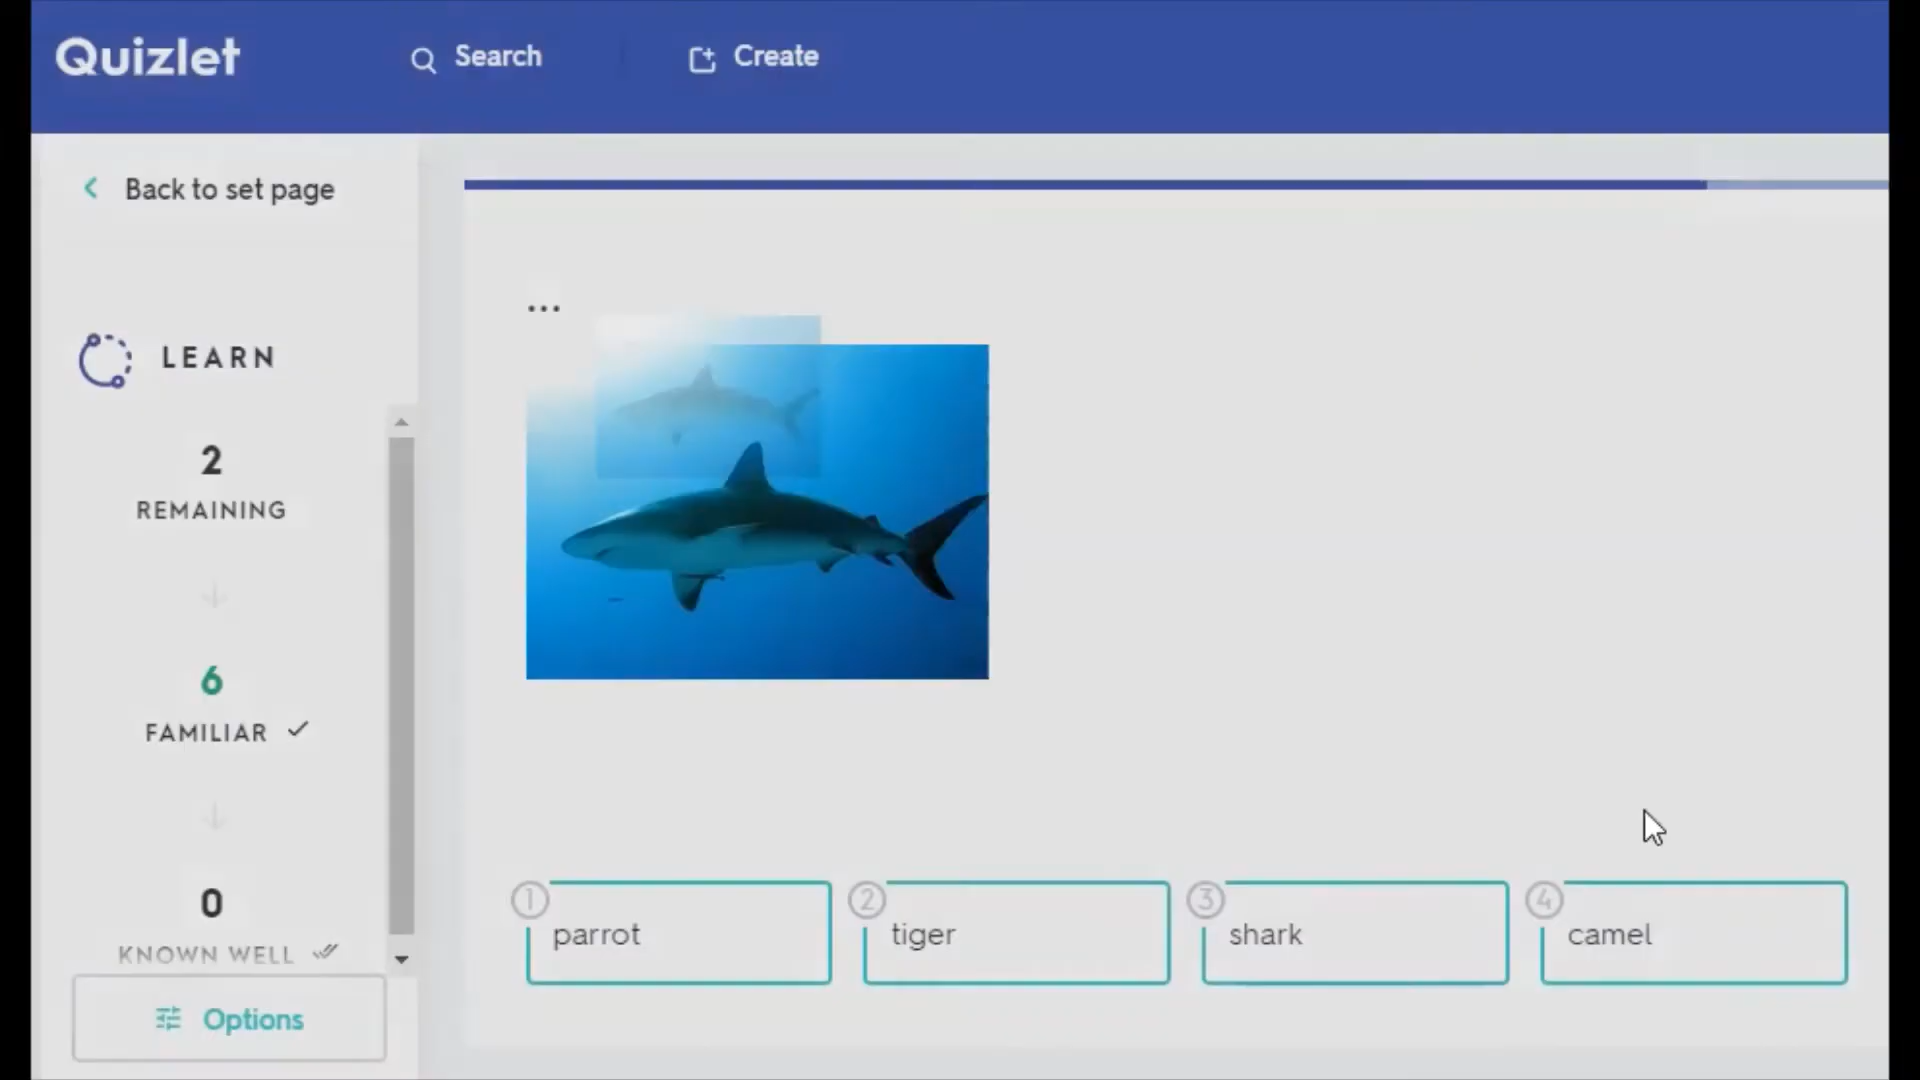 Quizlet
Search
Create
Back to set page
LEARN
2
REMAINING
6
FAMILIAR
0
KNOWN WELL
Options
...
1
parrot
2
tiger
3
shark
4
camel